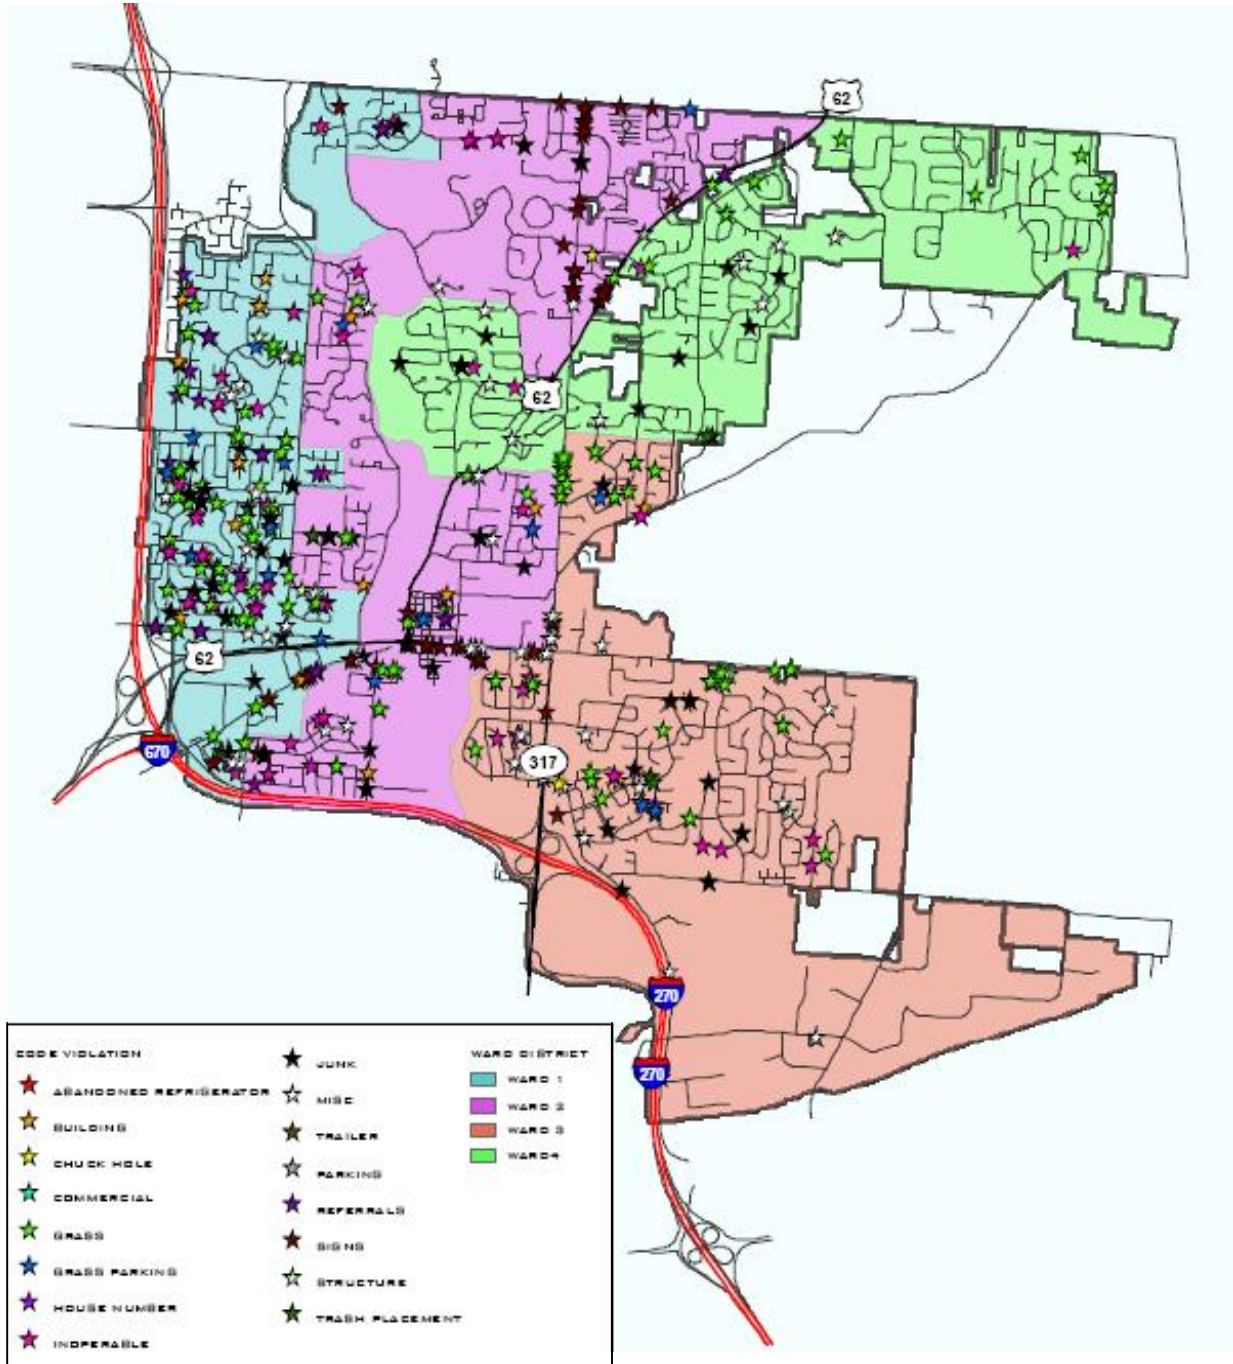 62
62
62
670
317
270
270
CODE VIOLATION
ABANDONED REFRIGERATOR
BUILDING
CHUCK HOLE
COMMERCIAL
GRASS
GRASS PARKING
HOUSE NUMBER
INOPERABLE
JUNK
MISC
TRAILER
PARKING
REFERRALS
SIGNS
STRUCTURE
TRASH PLACEMENT
WARD DISTRICT
WARD 1
WARD 2
WARD 3
WARD4